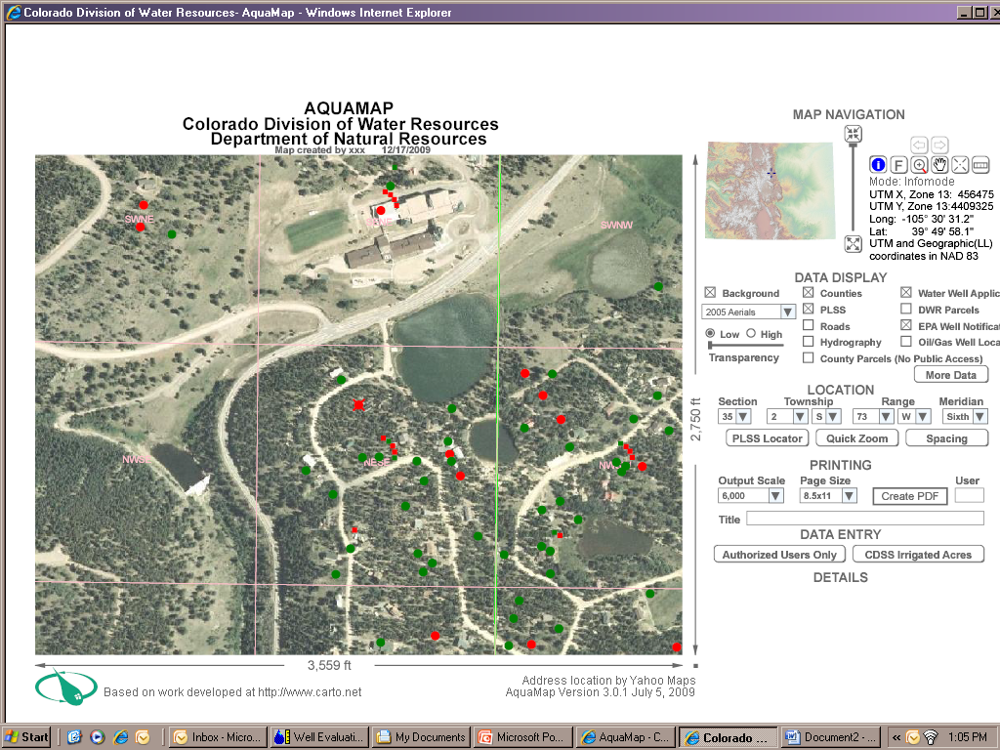 Colorado Division of Water Resources- AquaMap - Windows Internet Explorer
AQUAMAP
Colorado Division of Water Resources
Department of Natural Resources
Map created by xxx 12/17/2009
SWNE
SWNW
NWSE
NESE
3,559 ft
2,750 ft
Based on work developed at http://www.carto.net
Address location by Yahoo Maps
AquaMap Version 3.0.1 July 5, 2009
MAP NAVIGATION
i F
Mode: Infomode
UTM X, Zone 13: 456475
UTM Y, Zone 13:4409325
Long: -105° 30' 31.2"
Lat: 39° 49' 58.1"
UTM and Geographic(LL)
coordinates in NAD 83
DATA DISPLAY
Background
2005 Aerials
Low High
Transparency
Counties
PLSS
Roads
Hydrography
County Parcels (No Public Access)
Water Well Applic
DWR Parcels
EPA Well Notificat
Oil/Gas Well Loca
More Data
LOCATION
Section Township Range Meridian
35 2 S 73 W Sixth
PLSS Locator Quick Zoom Spacing
PRINTING
Output Scale Page Size User
6,000 8.5x11 Create PDF
Title
DATA ENTRY
Authorized Users Only CDSS Irrigated Acres
DETAILS
Start Inbox - Micro... Well Evaluati... My Documents Microsoft Po... AquaMap - C... Colorado ... Document2 - ... « 1:05 PM